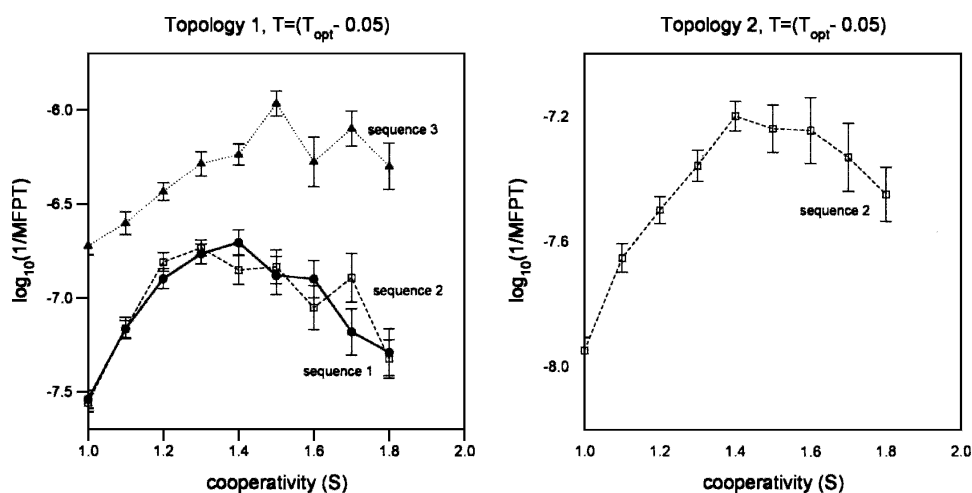 Topology 1, T=(Topt- 0.05)
-6.0
-6.5
-7.0
-7.5
log10(1/MFPT)
sequence 3
sequence 2
sequence 1
1.0 1.2 1.4 1.6 1.8 2.0
cooperativity (S)
Topology 2, T=(Topt- 0.05)
-7.2
-7.6
-8.0
log10(1/MFPT)
sequence 2
1.0 1.2 1.4 1.6 1.8 2.0
cooperativity (S)